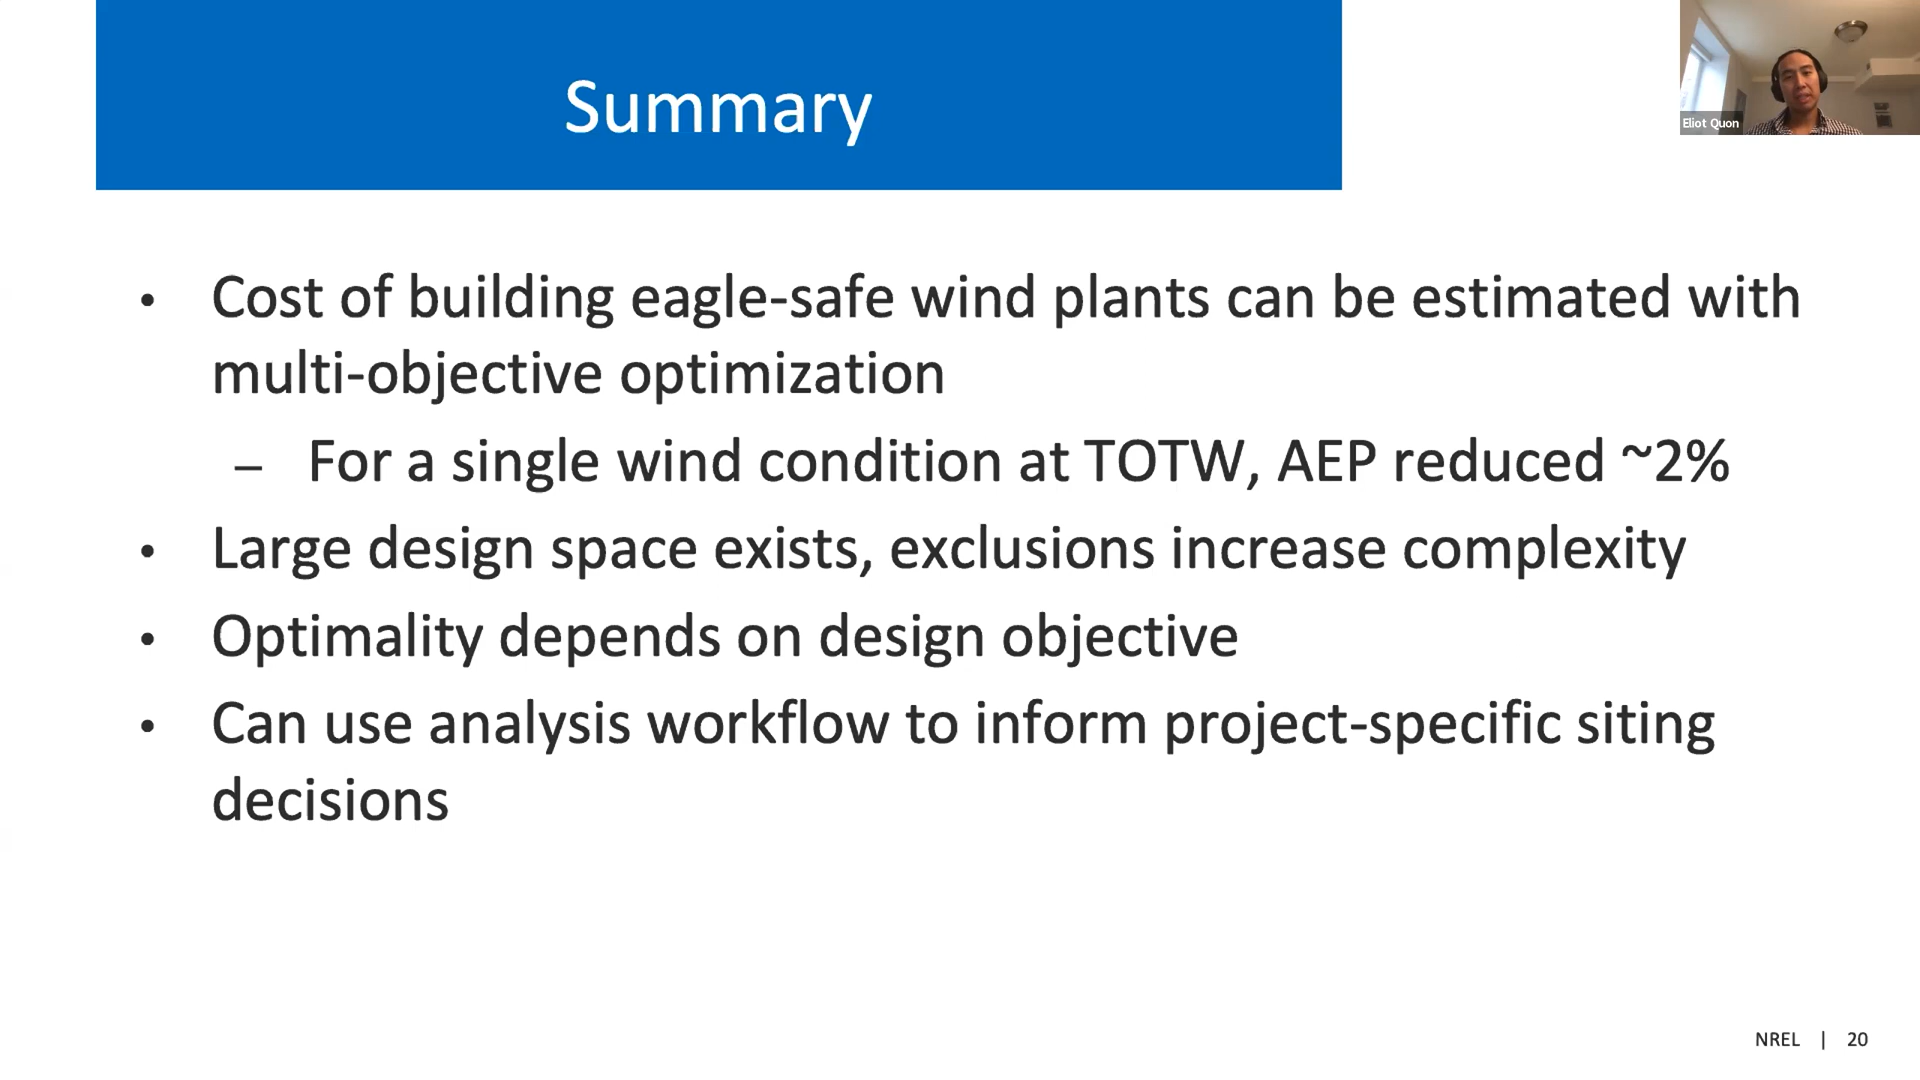 Summary
Eliot Quon
• Cost of building eagle-safe wind plants can be estimated with
multi-objective optimization
– For a single wind condition at TOTW, AEP reduced ~2%
• Large design space exists, exclusions increase complexity
• Optimality depends on design objective
• Can use analysis workflow to inform project-specific siting
decisions
NREL | 20